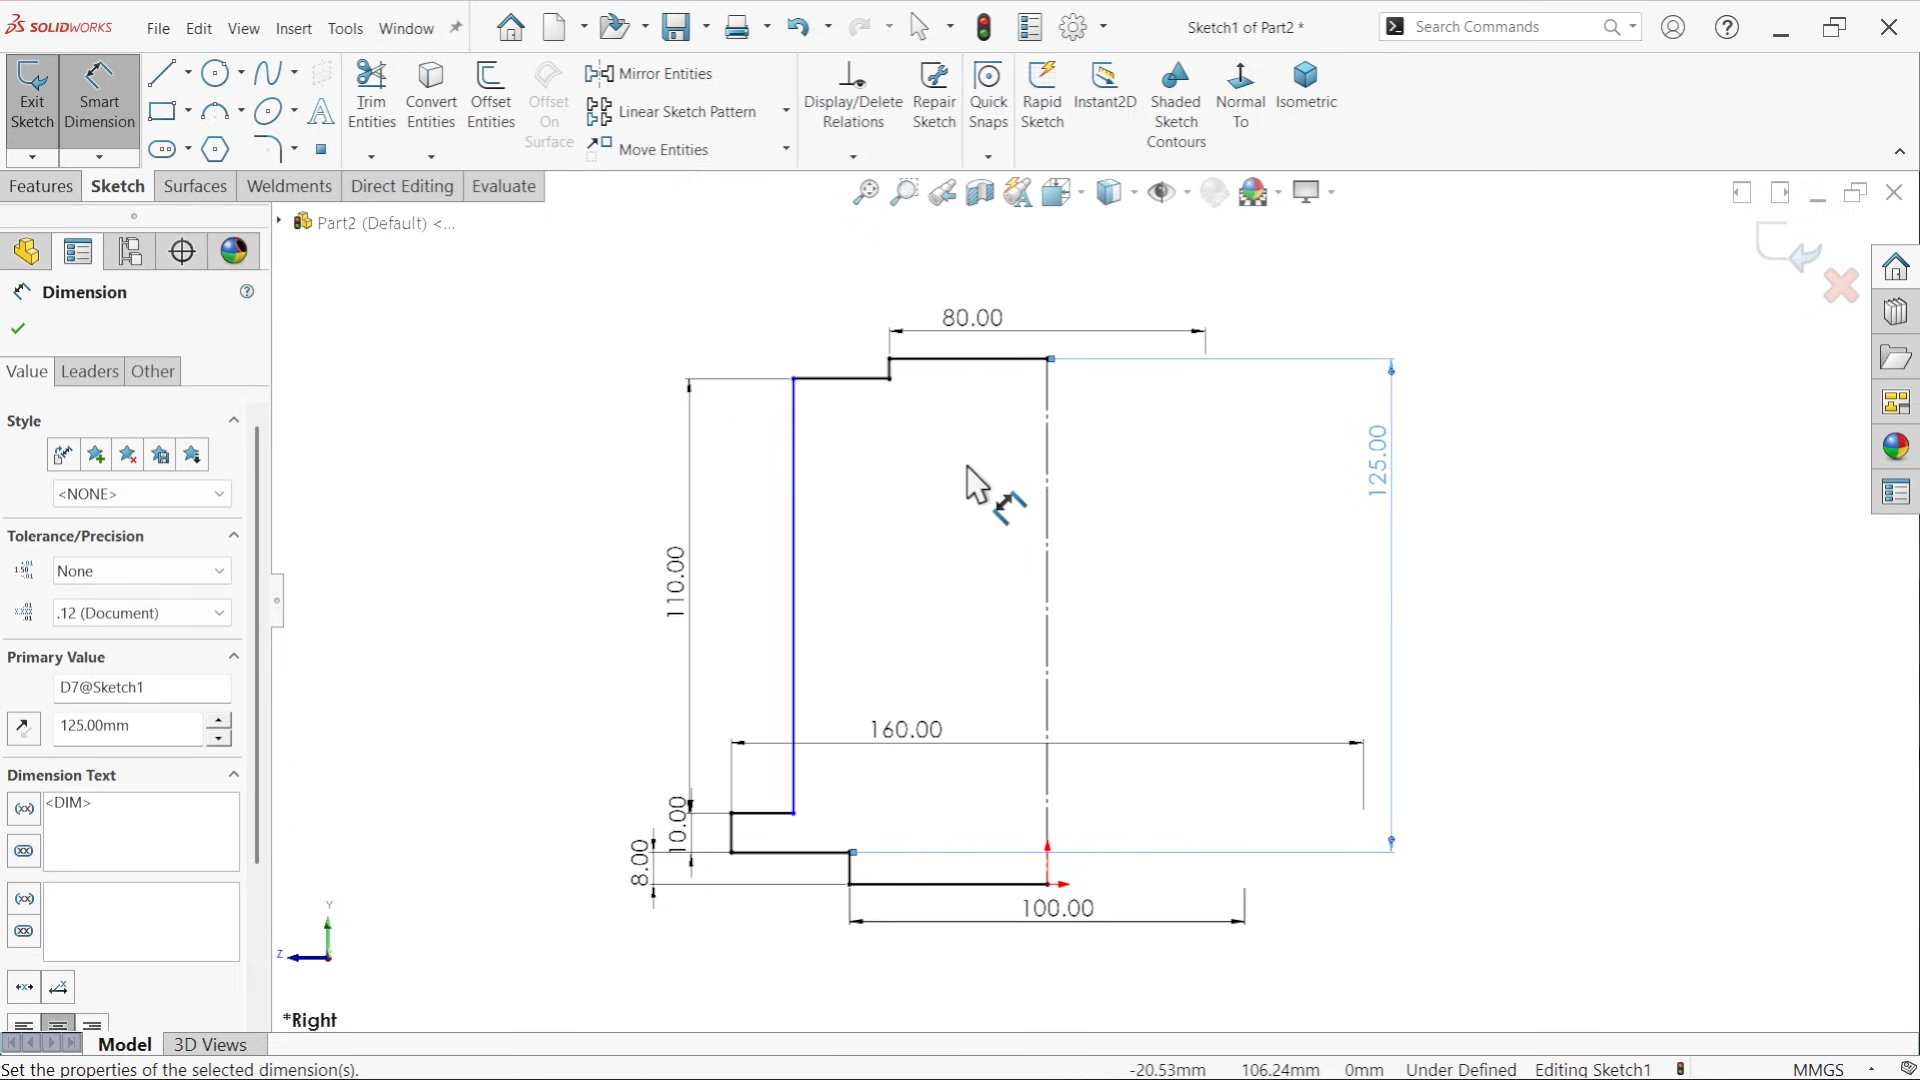 SOLIDWORKS File Edit View Insert Tools Window Sketch1 of Part2 * Search Commands
Exit Sketch Smart Dimension Trim Entities Convert Entities Offset Entities Offset On Surface Mirror Entities Linear Sketch Pattern Move Entities Display/Delete Relations Repair Sketch Quick Snaps Rapid Sketch Instant2D Shaded Sketch Contours Normal To Isometric
Features Sketch Surfaces Weldments Direct Editing Evaluate
Part2 (Default) <...
Dimension
Value Leaders Other
Style
<NONE>
Tolerance/Precision
None
.12 (Document)
Primary Value
D7@Sketch1
125.00mm
Dimension Text
<DIM>
80.00
125.00
110.00
160.00
10.00
8.00
100.00
Y
Z
*Right
Model 3D Views
Set the properties of the selected dimension(s). -20.53mm 106.24mm 0mm Under Defined Editing Sketch1 MMGS